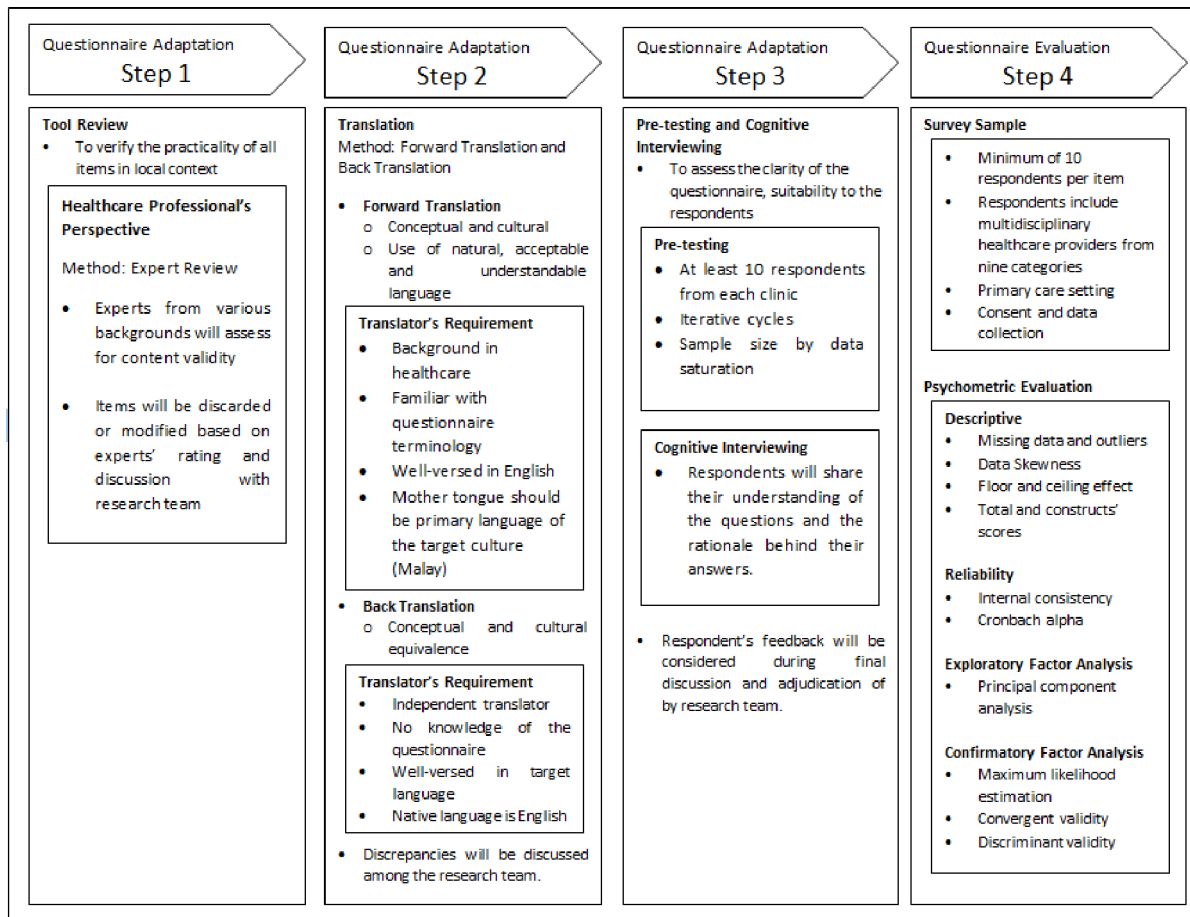 Questionnaire Adaptation
Step 1
Tool Review
• To verify the practicality of all
items in local context
Healthcare Professional's
Perspective
Method: Expert Review
• Experts from various
backgrounds will assess
for content validity
• Items will be discarded
or modified based on
experts' rating and
discussion with
research team
Questionnaire Adaptation
Step 2
Translation
Method: Forward Translation and
Back Translation
• Forward Translation
o Conceptual and cultural
o Use of natural, acceptable
and understandable
language
Translator's Requirement
• Background in
healthcare
• Familiar with
questionnaire
terminology
• Well-versed in English
• Mother tongue should
be primary language of
the target culture
(Malay)
• Back Translation
o Conceptual and cultural
equivalence
Translator's Requirement
• Independent translator
• No knowledge of the
questionnaire
• Well-versed in target
language
• Native language is English
• Discrepancies will be discussed
among the research team.
Questionnaire Adaptation
Step 3
Pre-testing and Cognitive
Interviewing
• To assess the clarity of the
questionnaire, suitability to the
respondents
Pre-testing
• At least 10 respondents
from each clinic
• Iterative cycles
• Sample size by data
saturation
Cognitive Interviewing
• Respondents will share
their understanding of
the questions and the
rationale behind their
answers.
• Respondent's feedback will be
considered during final
discussion and adjudication of
by research team.
Questionnaire Evaluation
Step 4
Survey Sample
• Minimum of 10
respondents per item
• Respondents include
multidisciplinary
healthcare providers from
nine categories
• Primary care setting
• Consent and data
collection
Psychometric Evaluation
Descriptive
• Missing data and outliers
• Data Skewness
• Floor and ceiling effect
• Total and constructs'
scores
Reliability
• Internal consistency
• Cronbach alpha
Exploratory Factor Analysis
• Principal component
analysis
Confirmatory Factor Analysis
• Maximum likelihood
estimation
• Convergent validity
• Discriminant validity